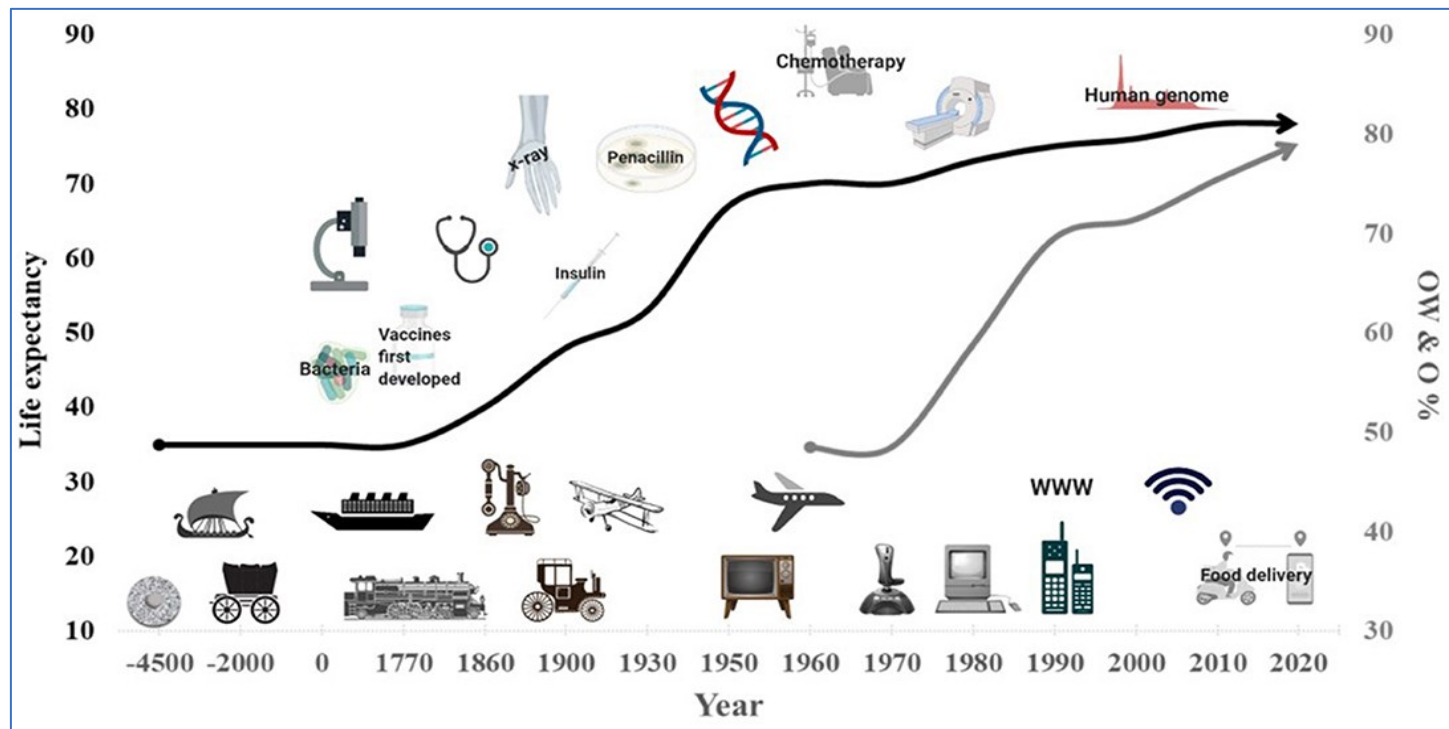 90
80
70
60
50
40
30
20
10
Life expectancy
90
80
70
60
50
40
30
OW & O %
Chemotherapy
Human genome
x-ray
Penacillin
Insulin
Vaccines
first
developed
Bacteria
WWW
Food delivery
-4500 -2000 0 1770 1860 1900 1930 1950 1960 1970 1980 1990 2000 2010 2020
Year